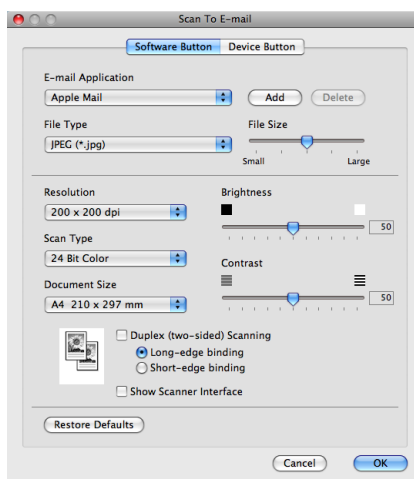 Scan To E-mail
Software Button Device Button
E-mail Application
Apple Mail Add Delete
File Type File Size
JPEG (*.jpg)
Small Large
Resolution Brightness
200 x 200 dpi
50
Scan Type
24 Bit Color
Contrast
Document Size
A4 210 x 297 mm 50
Duplex (two-sided) Scanning
Long-edge binding
Short-edge binding
Show Scanner Interface
Restore Defaults
Cancel OK